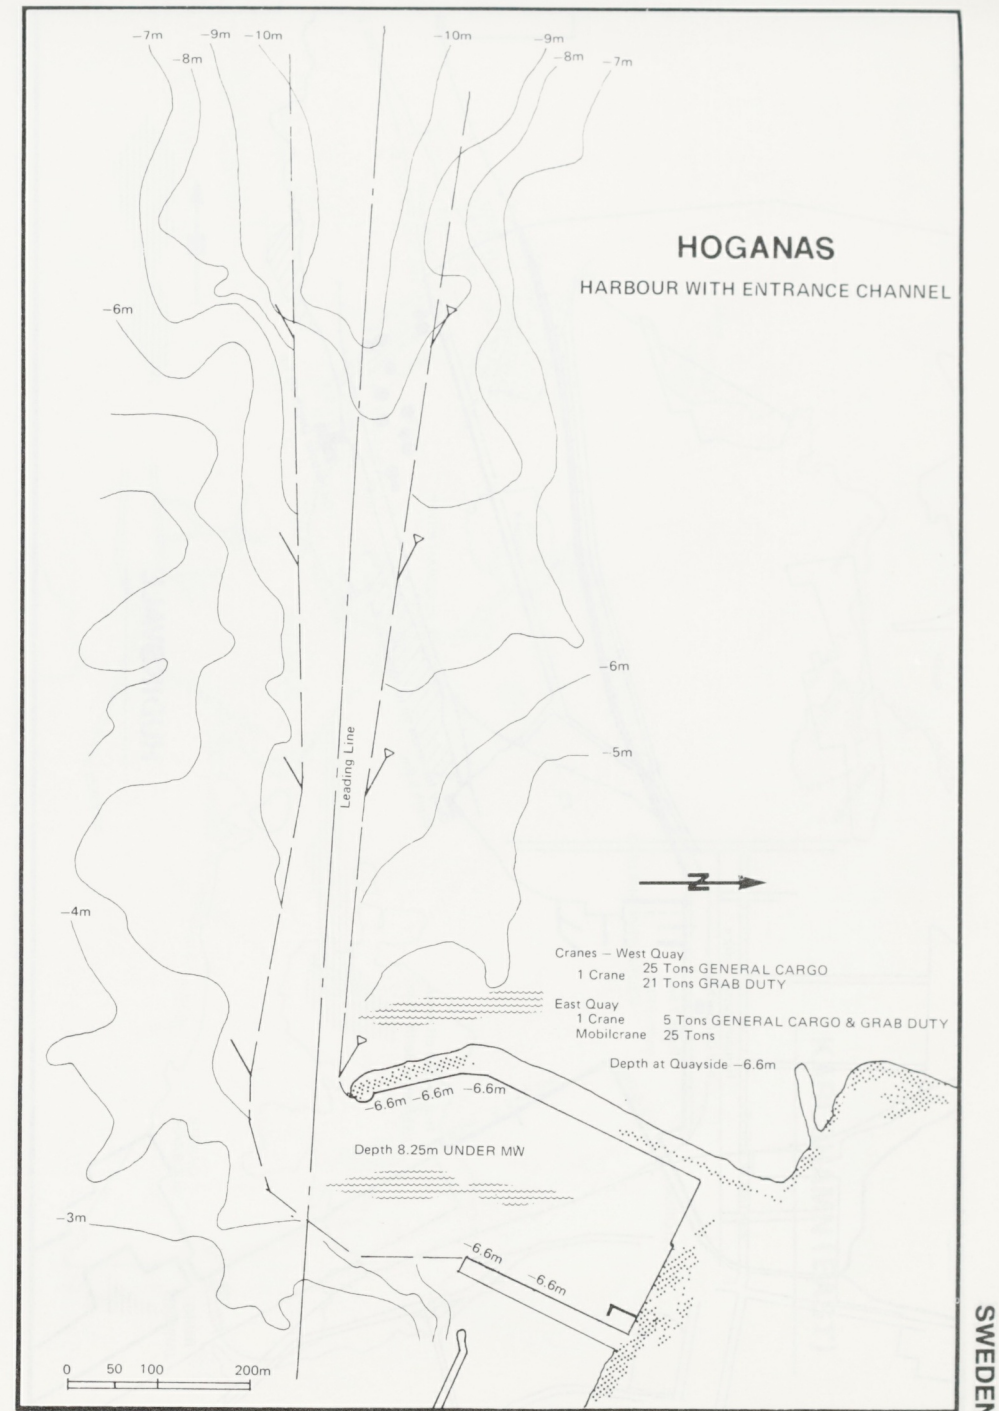 −7m
−9m −10m
−10m
−9m
−8m
−8m
−7m
HOGANAS
HARBOUR WITH ENTRANCE CHANNEL
−6m
−6m
−5m
Leading Line
N
−4m
Cranes − West Quay
1 Crane 25 Tons GENERAL CARGO
21 Tons GRAB DUTY
East Quay
1 Crane 5 Tons GENERAL CARGO & GRAB DUTY
Mobilcrane 25 Tons
Depth at Quayside −6.6m
−6.6m −6.6m −6.6m
Depth 8.25m UNDER MW
−3m
−6.6m
−6.6m
0 50 100 200m
SWEDEN